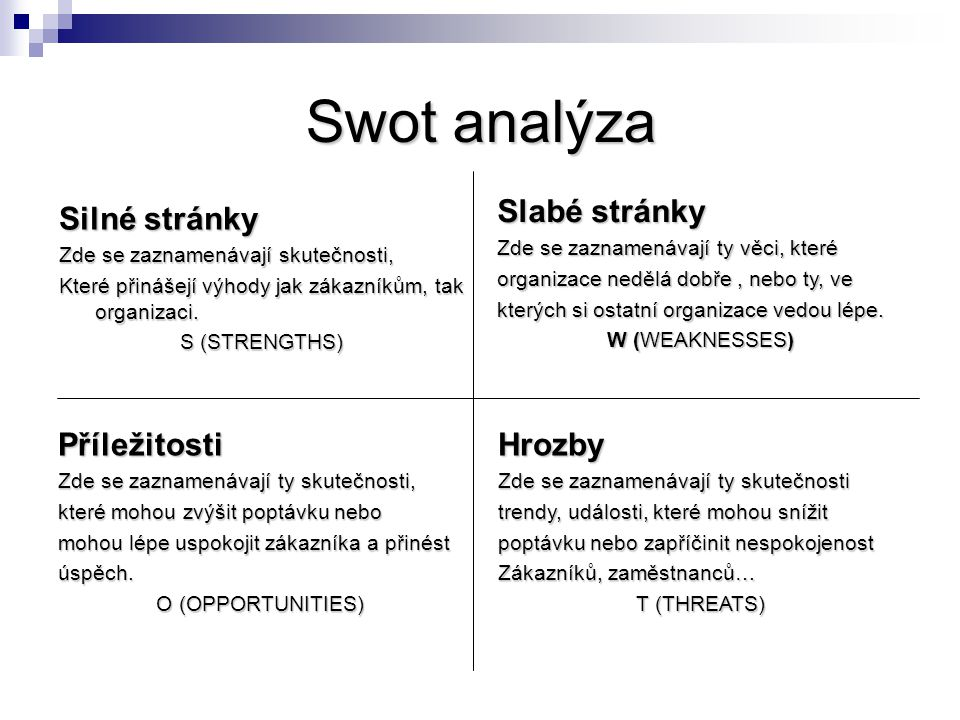 Swot analýza
Silné stránky
Zde se zaznamenávají skutečnosti,
Které přinášejí výhody jak zákazníkům, tak
organizaci.
S (STRENGTHS)
Slabé stránky
Zde se zaznamenávají ty věci, které
organizace nedělá dobře , nebo ty, ve
kterých si ostatní organizace vedou lépe.
W (WEAKNESSES)
Příležitosti
Zde se zaznamenávají ty skutečnosti,
které mohou zvýšit poptávku nebo
mohou lépe uspokojit zákazníka a přinést
úspěch.
O (OPPORTUNITIES)
Hrozby
Zde se zaznamenávají ty skutečnosti
trendy, události, které mohou snížit
poptávku nebo zapříčinit nespokojenost
Zákazníků, zaměstnanců…
T (THREATS)